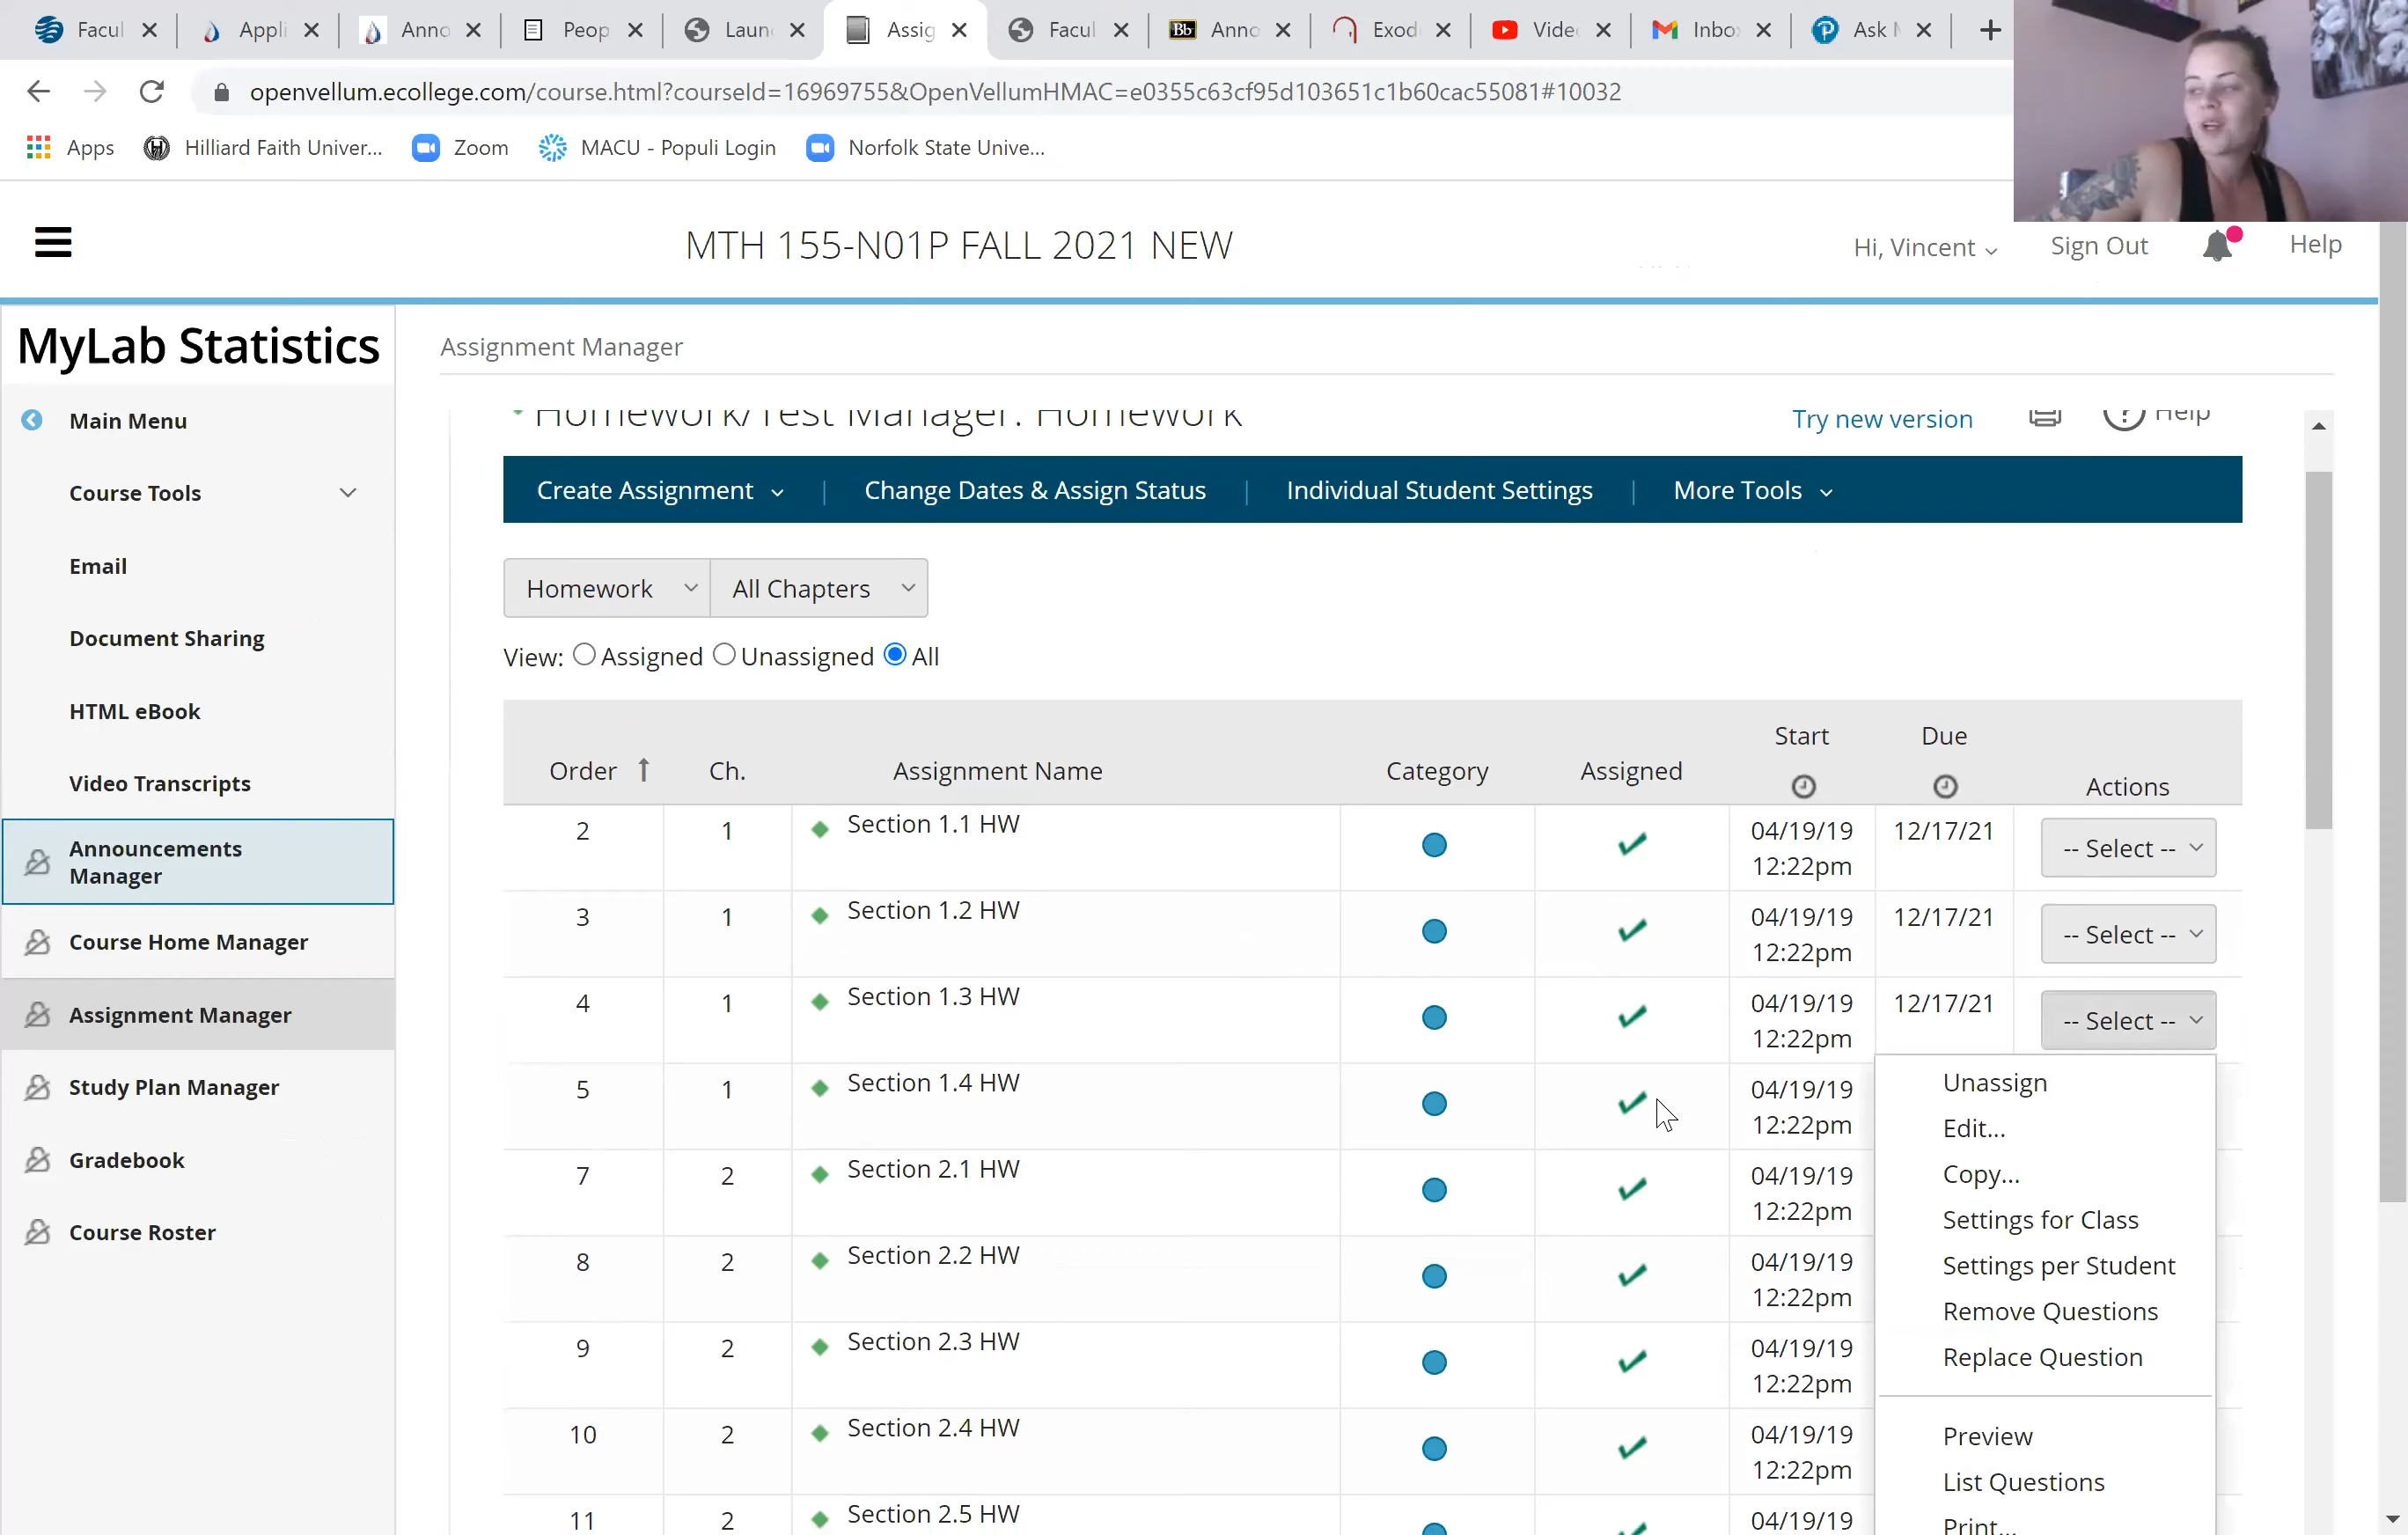 Facul
Appli
Anno
Peop
Laun
Assig
Facul
Bb Anno
Exod
Video
Inbo
Ask
openvellum.ecollege.com/course.html?courseId=16969755&OpenVellumHMAC=e0355c63cf95d103651c1b60cac55081#10032
Apps
Hilliard Faith Univer...
Zoom
MACU - Populi Login
Norfolk State Unive...
MTH 155-N01P FALL 2021 NEW
Hi, Vincent
Sign Out
Help
MyLab Statistics
Main Menu
Course Tools
Email
Document Sharing
HTML eBook
Video Transcripts
Announcements
Manager
Course Home Manager
Assignment Manager
Study Plan Manager
Gradebook
Course Roster
Assignment Manager
Homework/Test Manager: Homework
Try new version
Help
Create Assignment | Change Dates & Assign Status | Individual Student Settings | More Tools
Homework
All Chapters
View: Assigned Unassigned All
Order Ch. Assignment Name Category Assigned Start Due Actions
2 1 Section 1.1 HW 04/19/19 12/17/21 -- Select --
12:22pm
3 1 Section 1.2 HW 04/19/19 12/17/21 -- Select --
12:22pm
4 1 Section 1.3 HW 04/19/19 12/17/21 -- Select --
12:22pm
5 1 Section 1.4 HW 04/19/19
12:22pm
7 2 Section 2.1 HW 04/19/19
12:22pm
8 2 Section 2.2 HW 04/19/19
12:22pm
9 2 Section 2.3 HW 04/19/19
12:22pm
10 2 Section 2.4 HW 04/19/19
12:22pm
11 2 Section 2.5 HW 04/19/19
Unassign
Edit...
Copy...
Settings for Class
Settings per Student
Remove Questions
Replace Question
Preview
List Questions
Print...